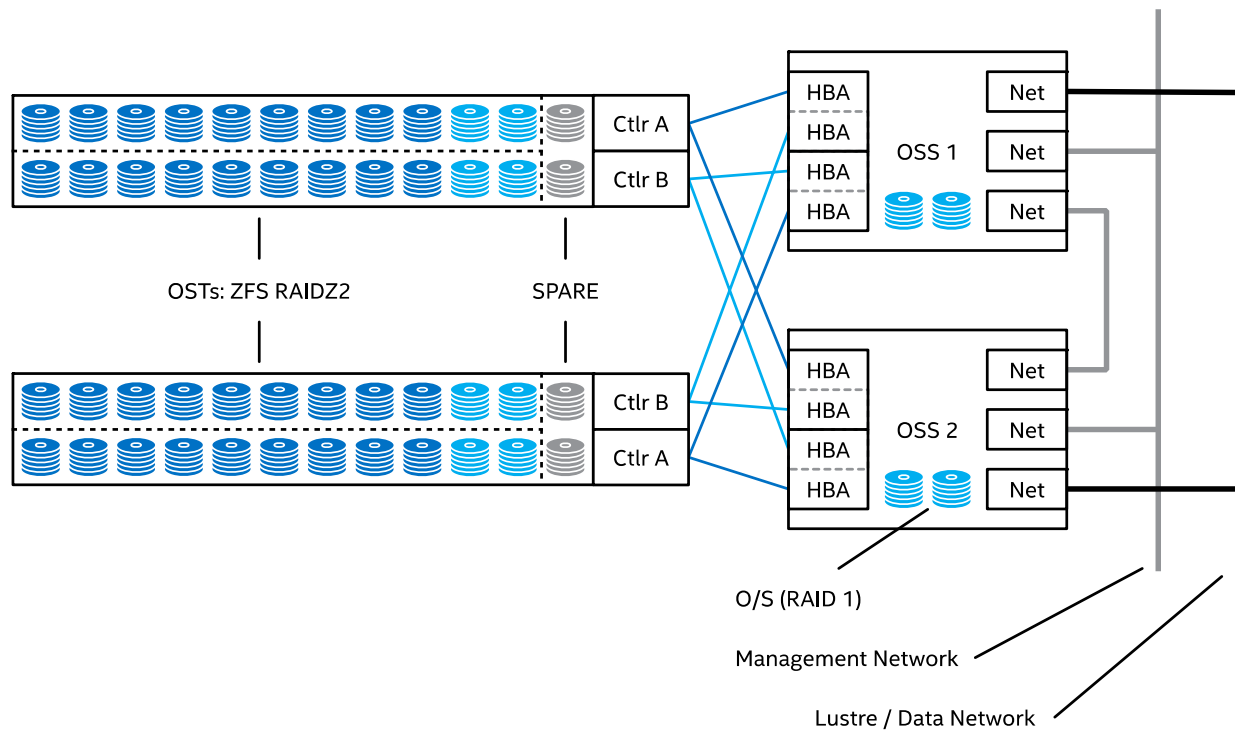 Ctlr A
Ctlr B
OSTs: ZFS RAIDZ2
SPARE
Ctlr B
Ctlr A
HBA
HBA
HBA
HBA
OSS 1
Net
Net
Net
HBA
HBA
HBA
HBA
OSS 2
Net
Net
Net
O/S (RAID 1)
Management Network
Lustre / Data Network